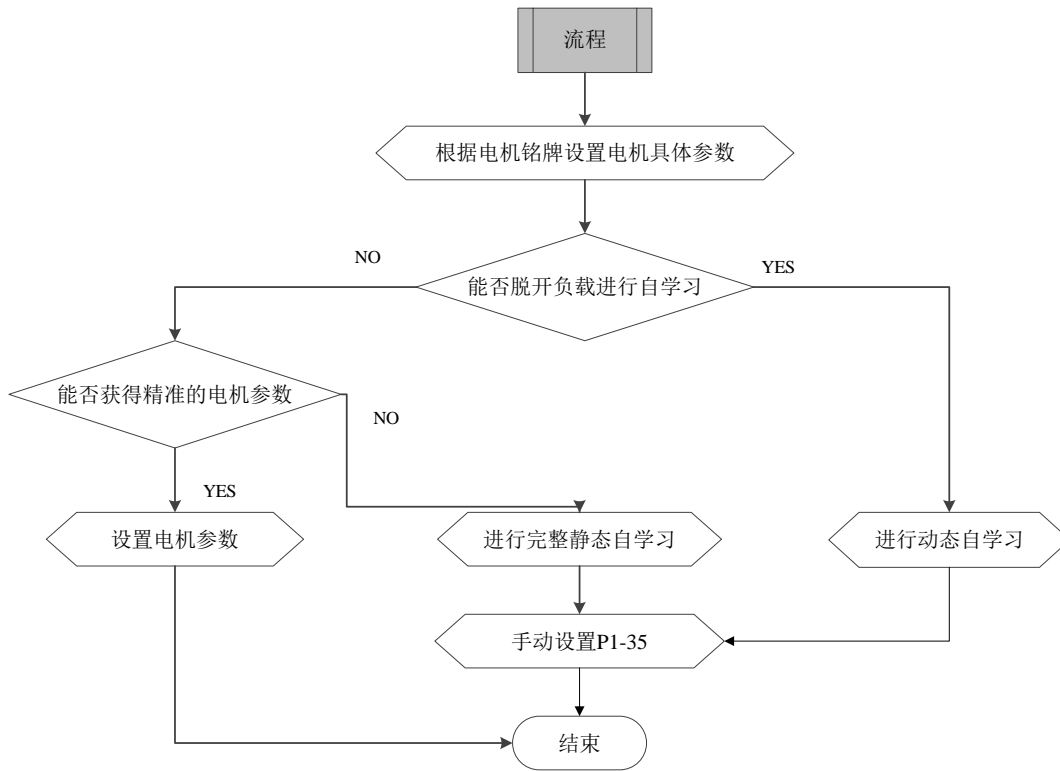 流程
根据电机铭牌设置电机具体参数
NO
YES
能否脱开负载进行自学习
能否获得精准的电机参数
NO
YES
设置电机参数
进行完整静态自学习
进行动态自学习
手动设置P1-35
结束